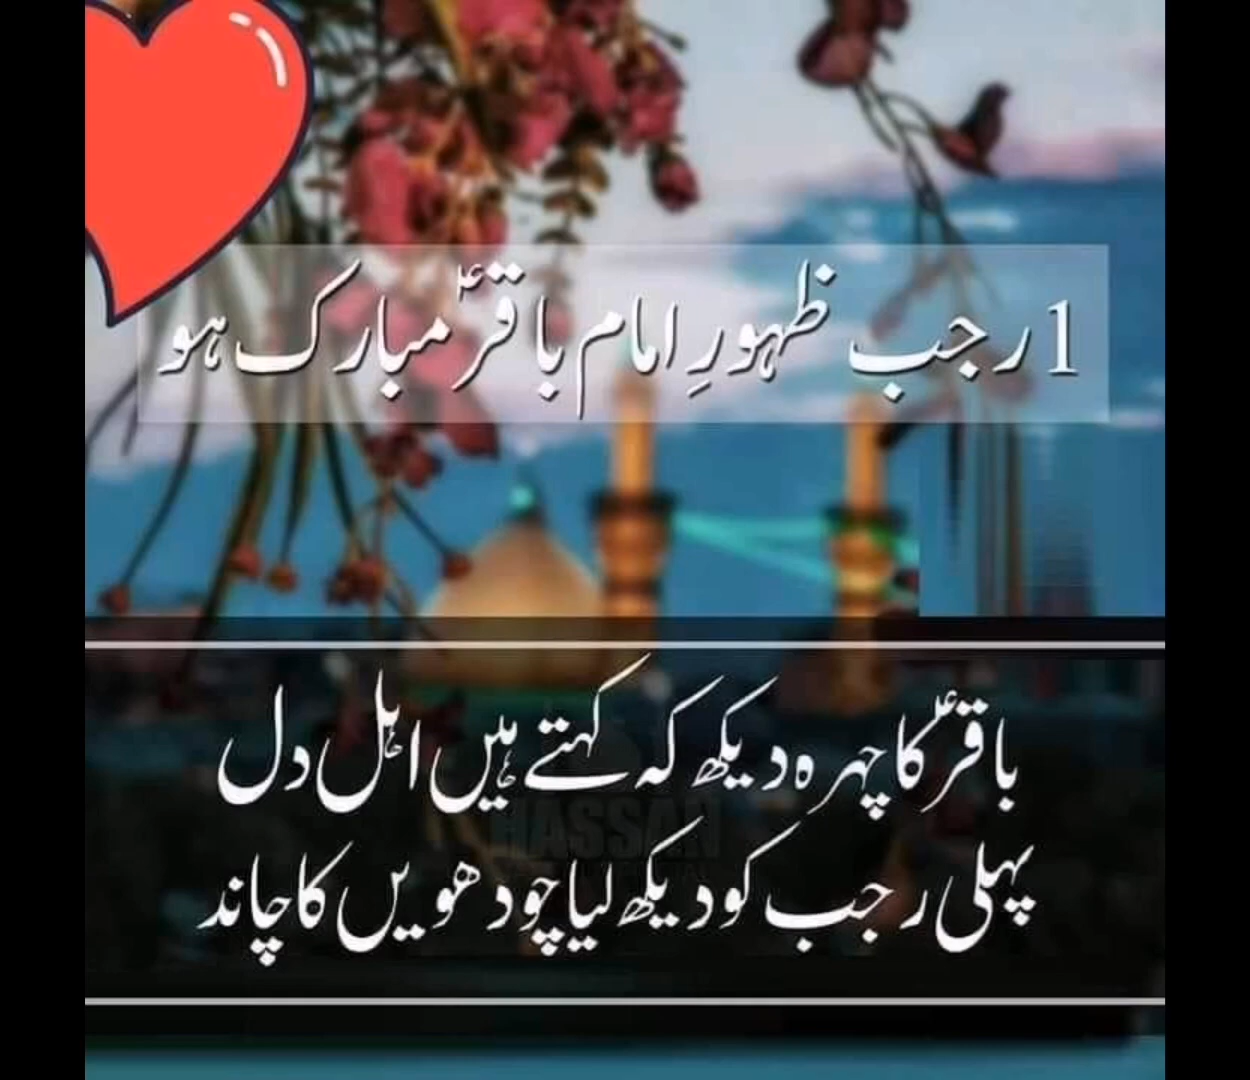 1 رجب ظہورِ امام باقرؑ مبارک ہو
باقرؑ کا چہرہ دیکھ کہ کہتے ہیں اہل دل
پہلی رجب کو دیکھ لیا چودھویں کا چاند
HASSAN